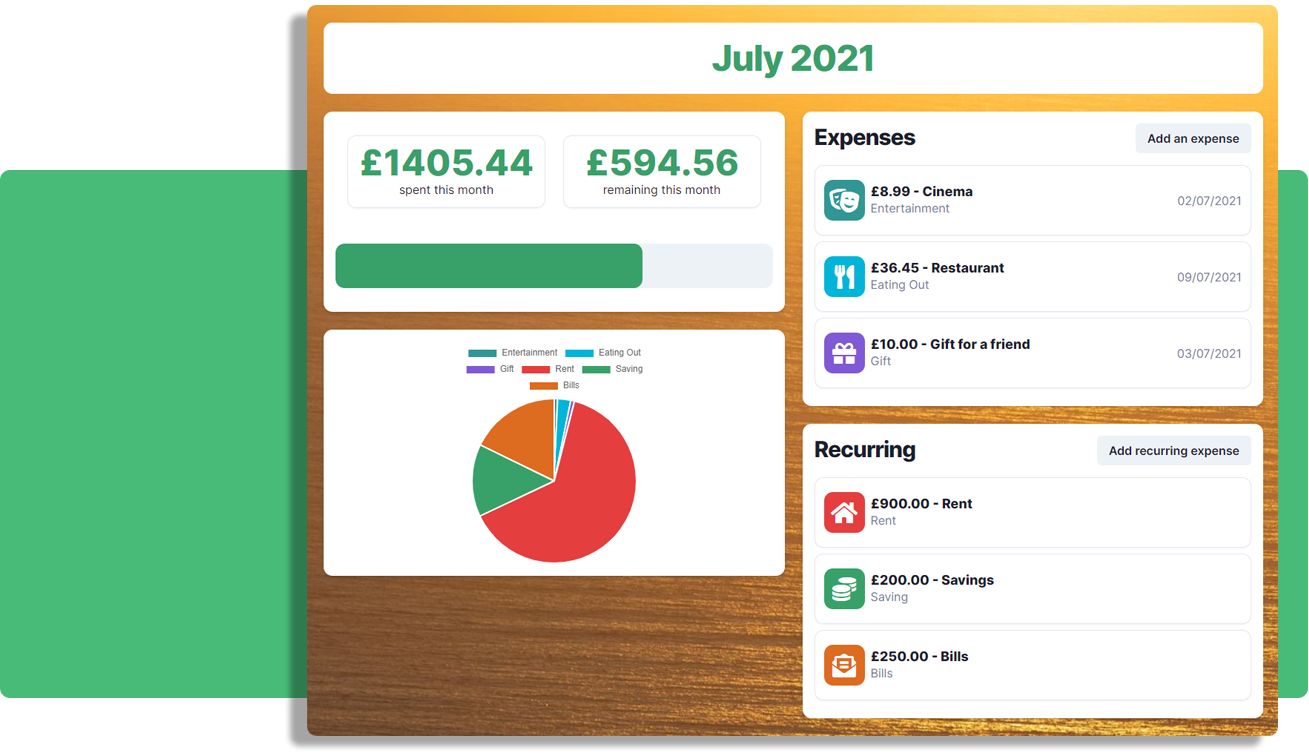 July 2021
£1405.44
spent this month
£594.56
remaining this month
Entertainment Eating Out
Gift Rent Saving
Bills
Expenses
Add an expense
£8.99 - Cinema
Entertainment
02/07/2021
£36.45 - Restaurant
Eating Out
09/07/2021
£10.00 - Gift for a friend
Gift
03/07/2021
Recurring
Add recurring expense
£900.00 - Rent
Rent
£200.00 - Savings
Saving
£250.00 - Bills
Bills